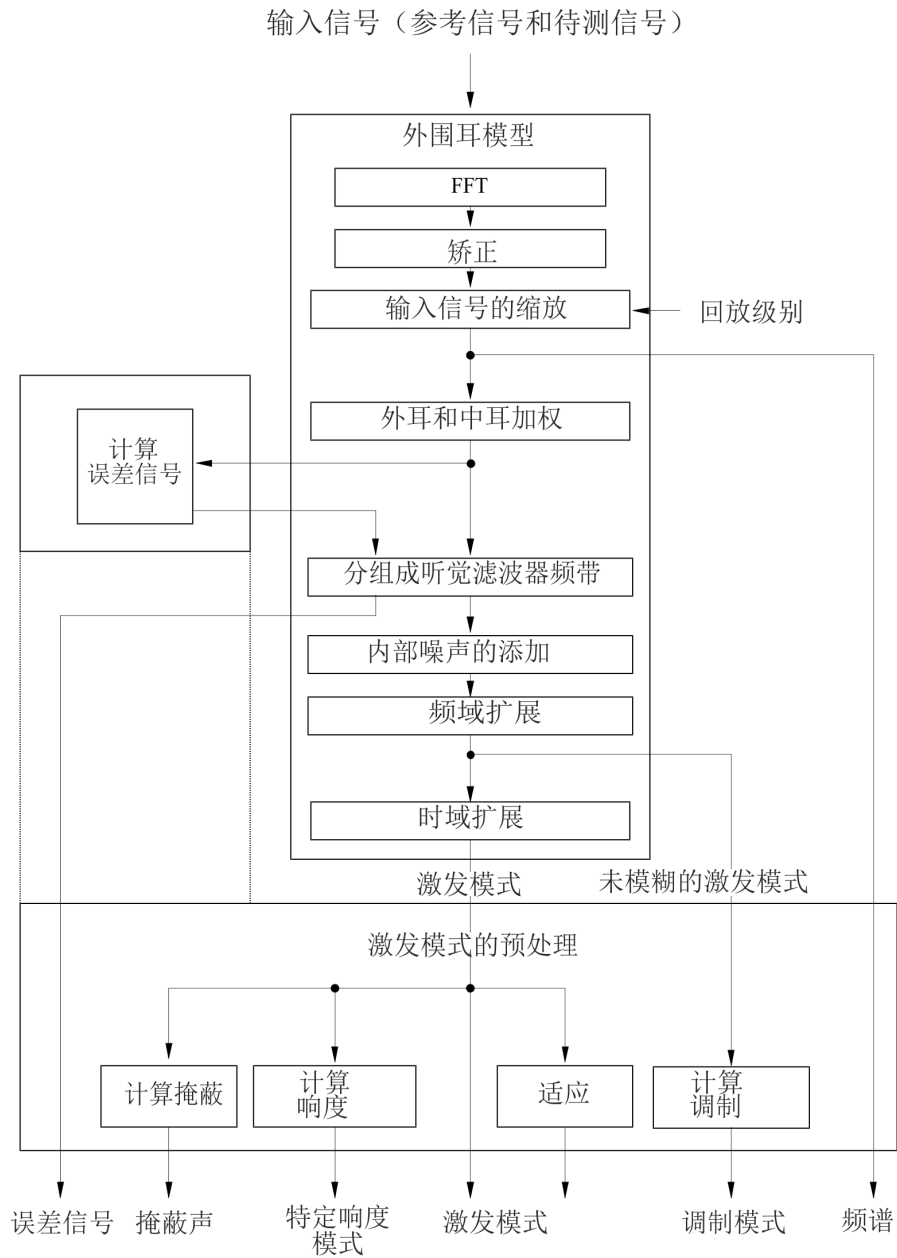 输入信号（参考信号和待测信号）
外围耳模型
FFT
矫正
输入信号的缩放
回放级别
外耳和中耳加权
计算
误差信号
分组成听觉滤波器频带
内部噪声的添加
频域扩展
时域扩展
激发模式
未模糊的激发模式
激发模式的预处理
计算掩蔽
计算
响度
适应
计算
调制
误差信号
掩蔽声
特定响度
模式
激发模式
调制模式
频谱